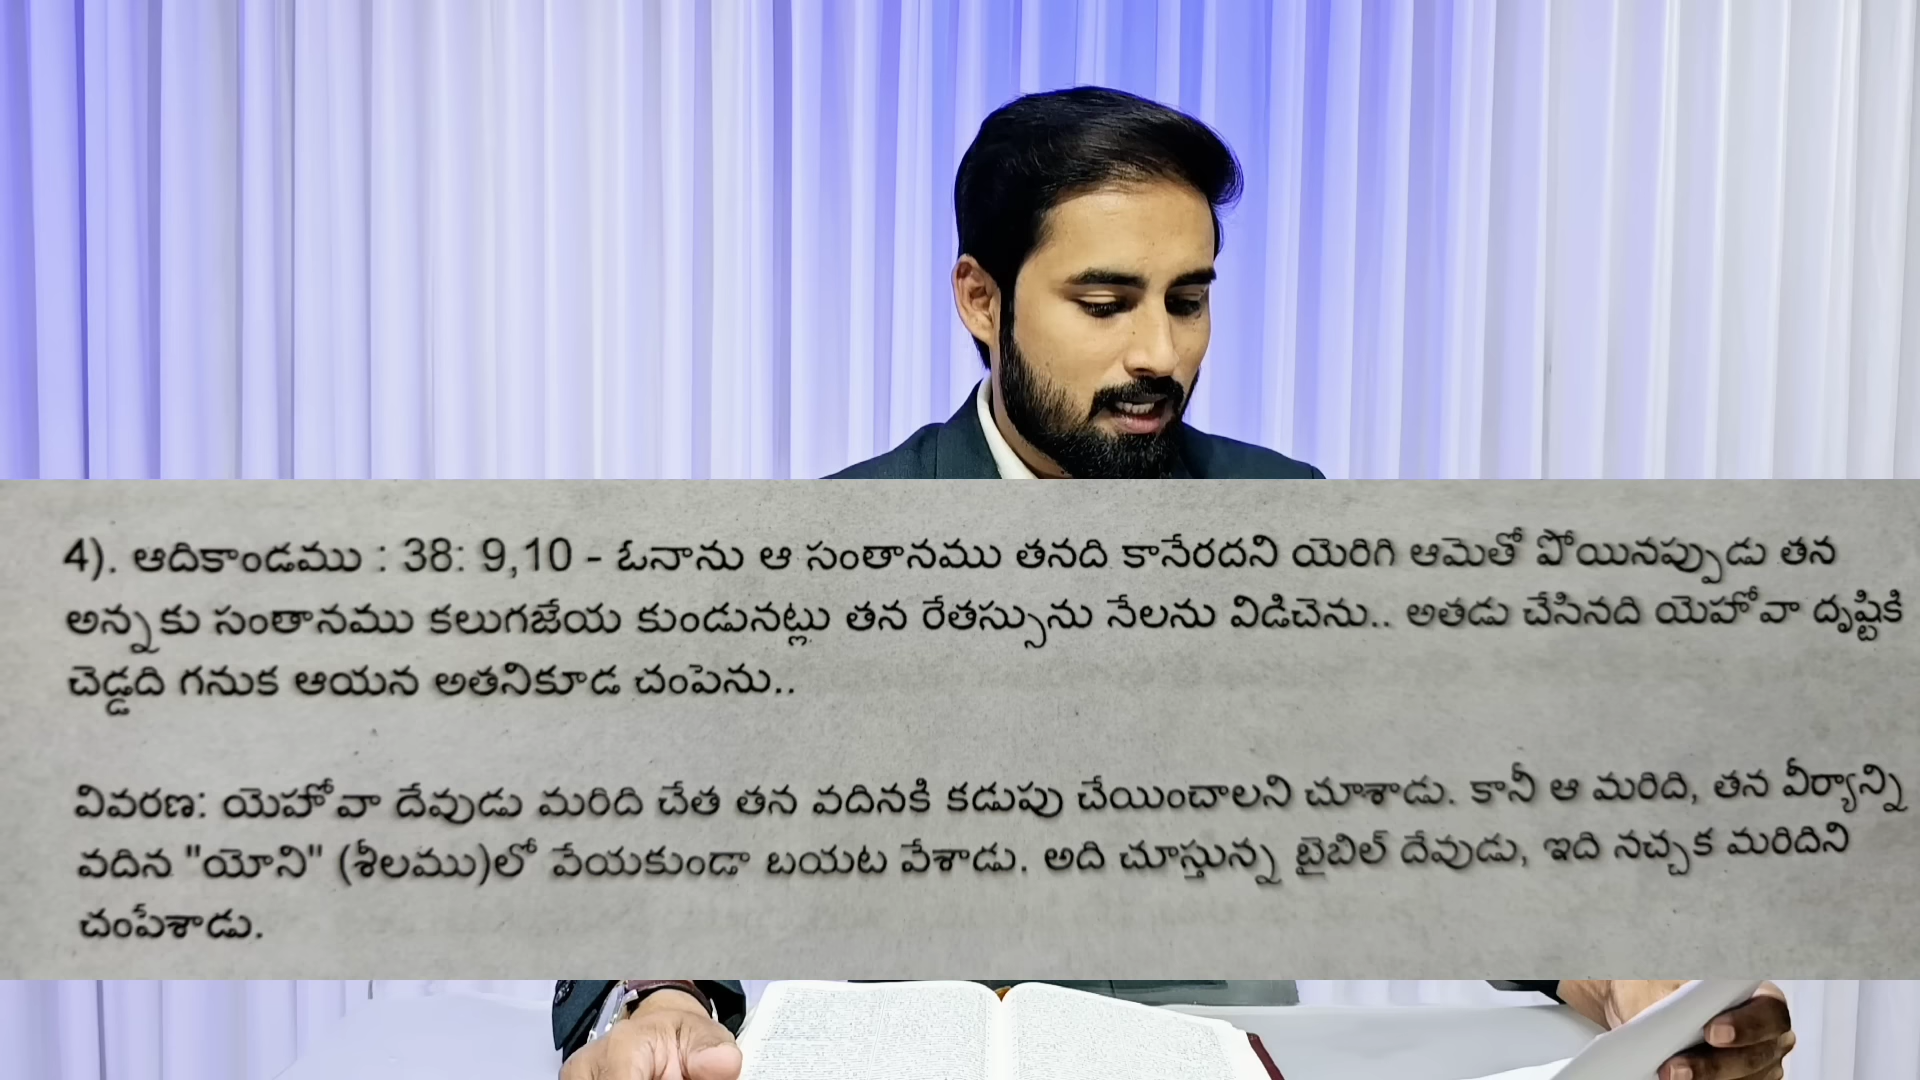 4). ఆదికాండము : 38: 9,10 - ఓనాను ఆ సంతానము తనది కానేరదని యెరిగి ఆమెతో పోయినప్పుడు తన
అన్నకు సంతానము కలుగజేయ కుండునట్లు తన రేతస్సును నేలను విడిచెను.. అతడు చేసినది యెహోవా దృష్టికి
చెడ్డది గనుక ఆయన అతనికూడ చంపెను..
వివరణ: యెహోవా దేవుడు మరిది చేత తన వదినకి కడుపు చేయించాలని చూశాడు. కానీ ఆ మరిది, తన వీర్యాన్ని
వదిన "యోని" (శీలము)లో వేయకుండా బయట వేశాడు. అది చూస్తున్న బైబిల్ దేవుడు, ఇది నచ్చక మరిదిని
చంపేశాడు.